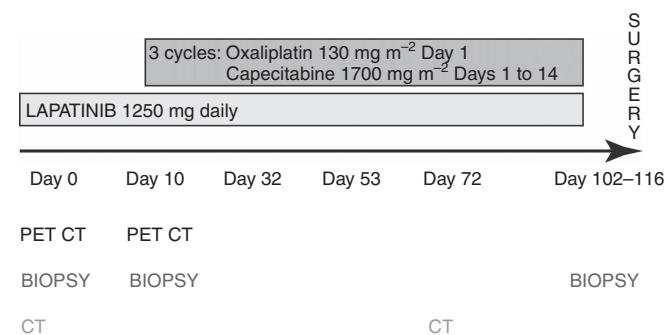 SURGERY
3 cycles: Oxaliplatin 130 mg m⁻² Day 1
Capecitabine 1700 mg m⁻² Days 1 to 14
LAPATINIB 1250 mg daily
Day 0 Day 10 Day 32 Day 53 Day 72 Day 102–116
PET CT PET CT
BIOPSY BIOPSY BIOPSY
CT CT